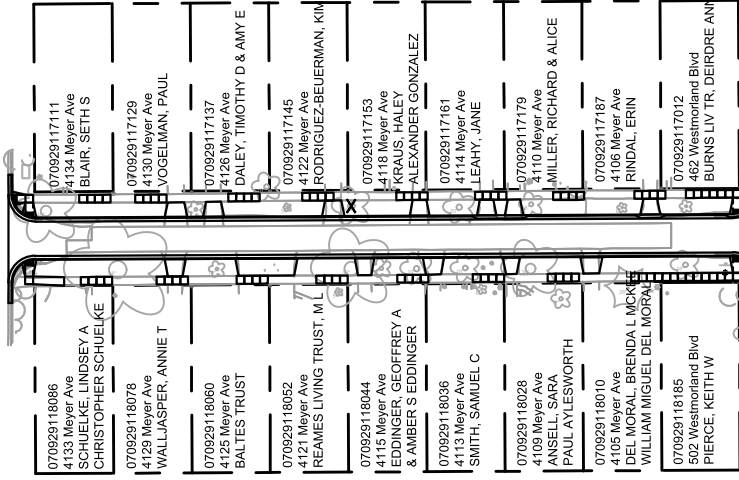 070929117111
4134 Meyer Ave
BLAIR, SETH S
070929117129
4130 Meyer Ave
VOGELMAN, PAUL
070929117137
4126 Meyer Ave
DALEY, TIMOTHY D & AMY E
070929117145
4122 Meyer Ave
RODRIGUEZ-BEUERMAN, KIM
070929117153
4118 Meyer Ave
KRAUS, HALEY
ALEXANDER GONZALEZ
070929117161
4114 Meyer Ave
LEAHY, JANE
070929117179
4110 Meyer Ave
MILLER, RICHARD & ALICE
070929117187
4106 Meyer Ave
RINDAL, ERIN
070929117012
462 Westmorland Blvd
BURNS LIV TR, DEIRDRE ANN
X
070929118086
4133 Meyer Ave
SCHUELKE, LINDSEY A
CHRISTOPHER SCHUELKE
070929118078
4129 Meyer Ave
WALLJASPER, ANNIE T
070929118060
4125 Meyer Ave
BALTES TRUST
070929118052
4121 Meyer Ave
REAMES LIVING TRUST, M L
070929118044
4115 Meyer Ave
EDDINGER, GEOFFREY A
& AMBER S EDDINGER
070929118036
4113 Meyer Ave
SMITH, SAMUEL C
070929118028
4109 Meyer Ave
ANSELL, SARA
PAUL AYLESWORTH
070929118010
4105 Meyer Ave
DEL MORAL, BRENDA L MCKEE
WILLIAM MIGUEL DEL MORAL
070929118185
502 Westmorland Blvd
PIERCE, KEITH W